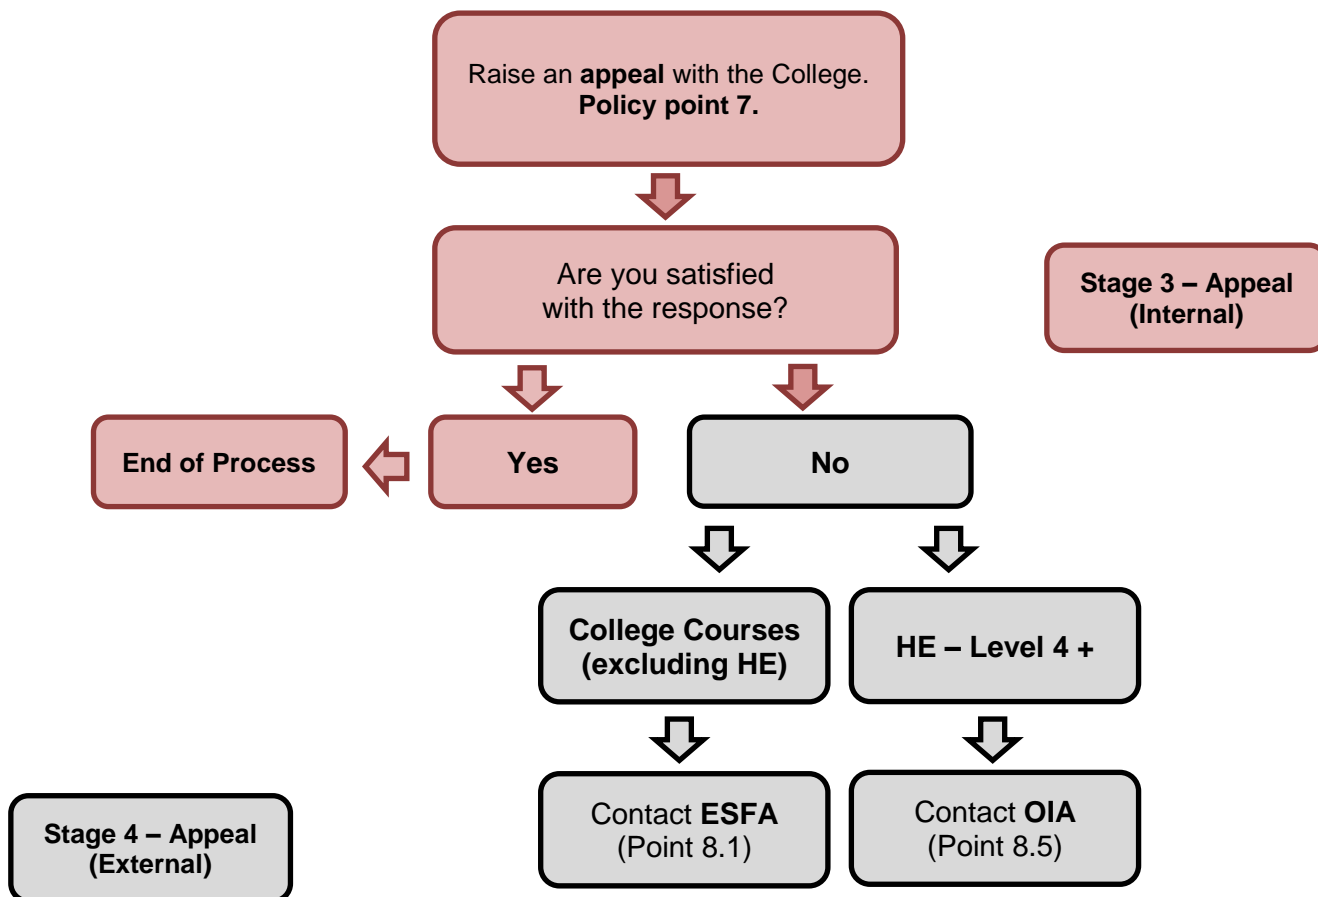 Raise an appeal with the College.
Policy point 7.
Are you satisfied
with the response?
Stage 3 – Appeal
(Internal)
End of Process
Yes
No
College Courses
(excluding HE)
HE – Level 4 +
Contact ESFA
(Point 8.1)
Contact OIA
(Point 8.5)
Stage 4 – Appeal
(External)